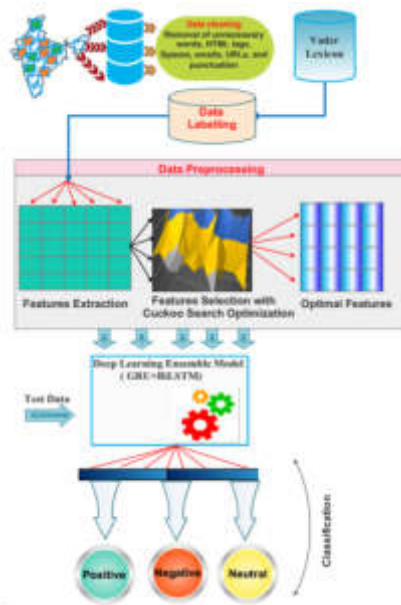 Data cleaning
Removal of unnecessary
words, HTML tags,
Spaces, emails, URLs, and
punctuation
Vader
Lexicon
Data
Labelling
Data Preprocessing
Features Extraction
Features Selection with
Cuckoo Search Optimization
Optimal Features
Deep Learning Ensemble Model
( GRU+BiLSTM)
Test Data
Classification
Positive
Negative
Neutral